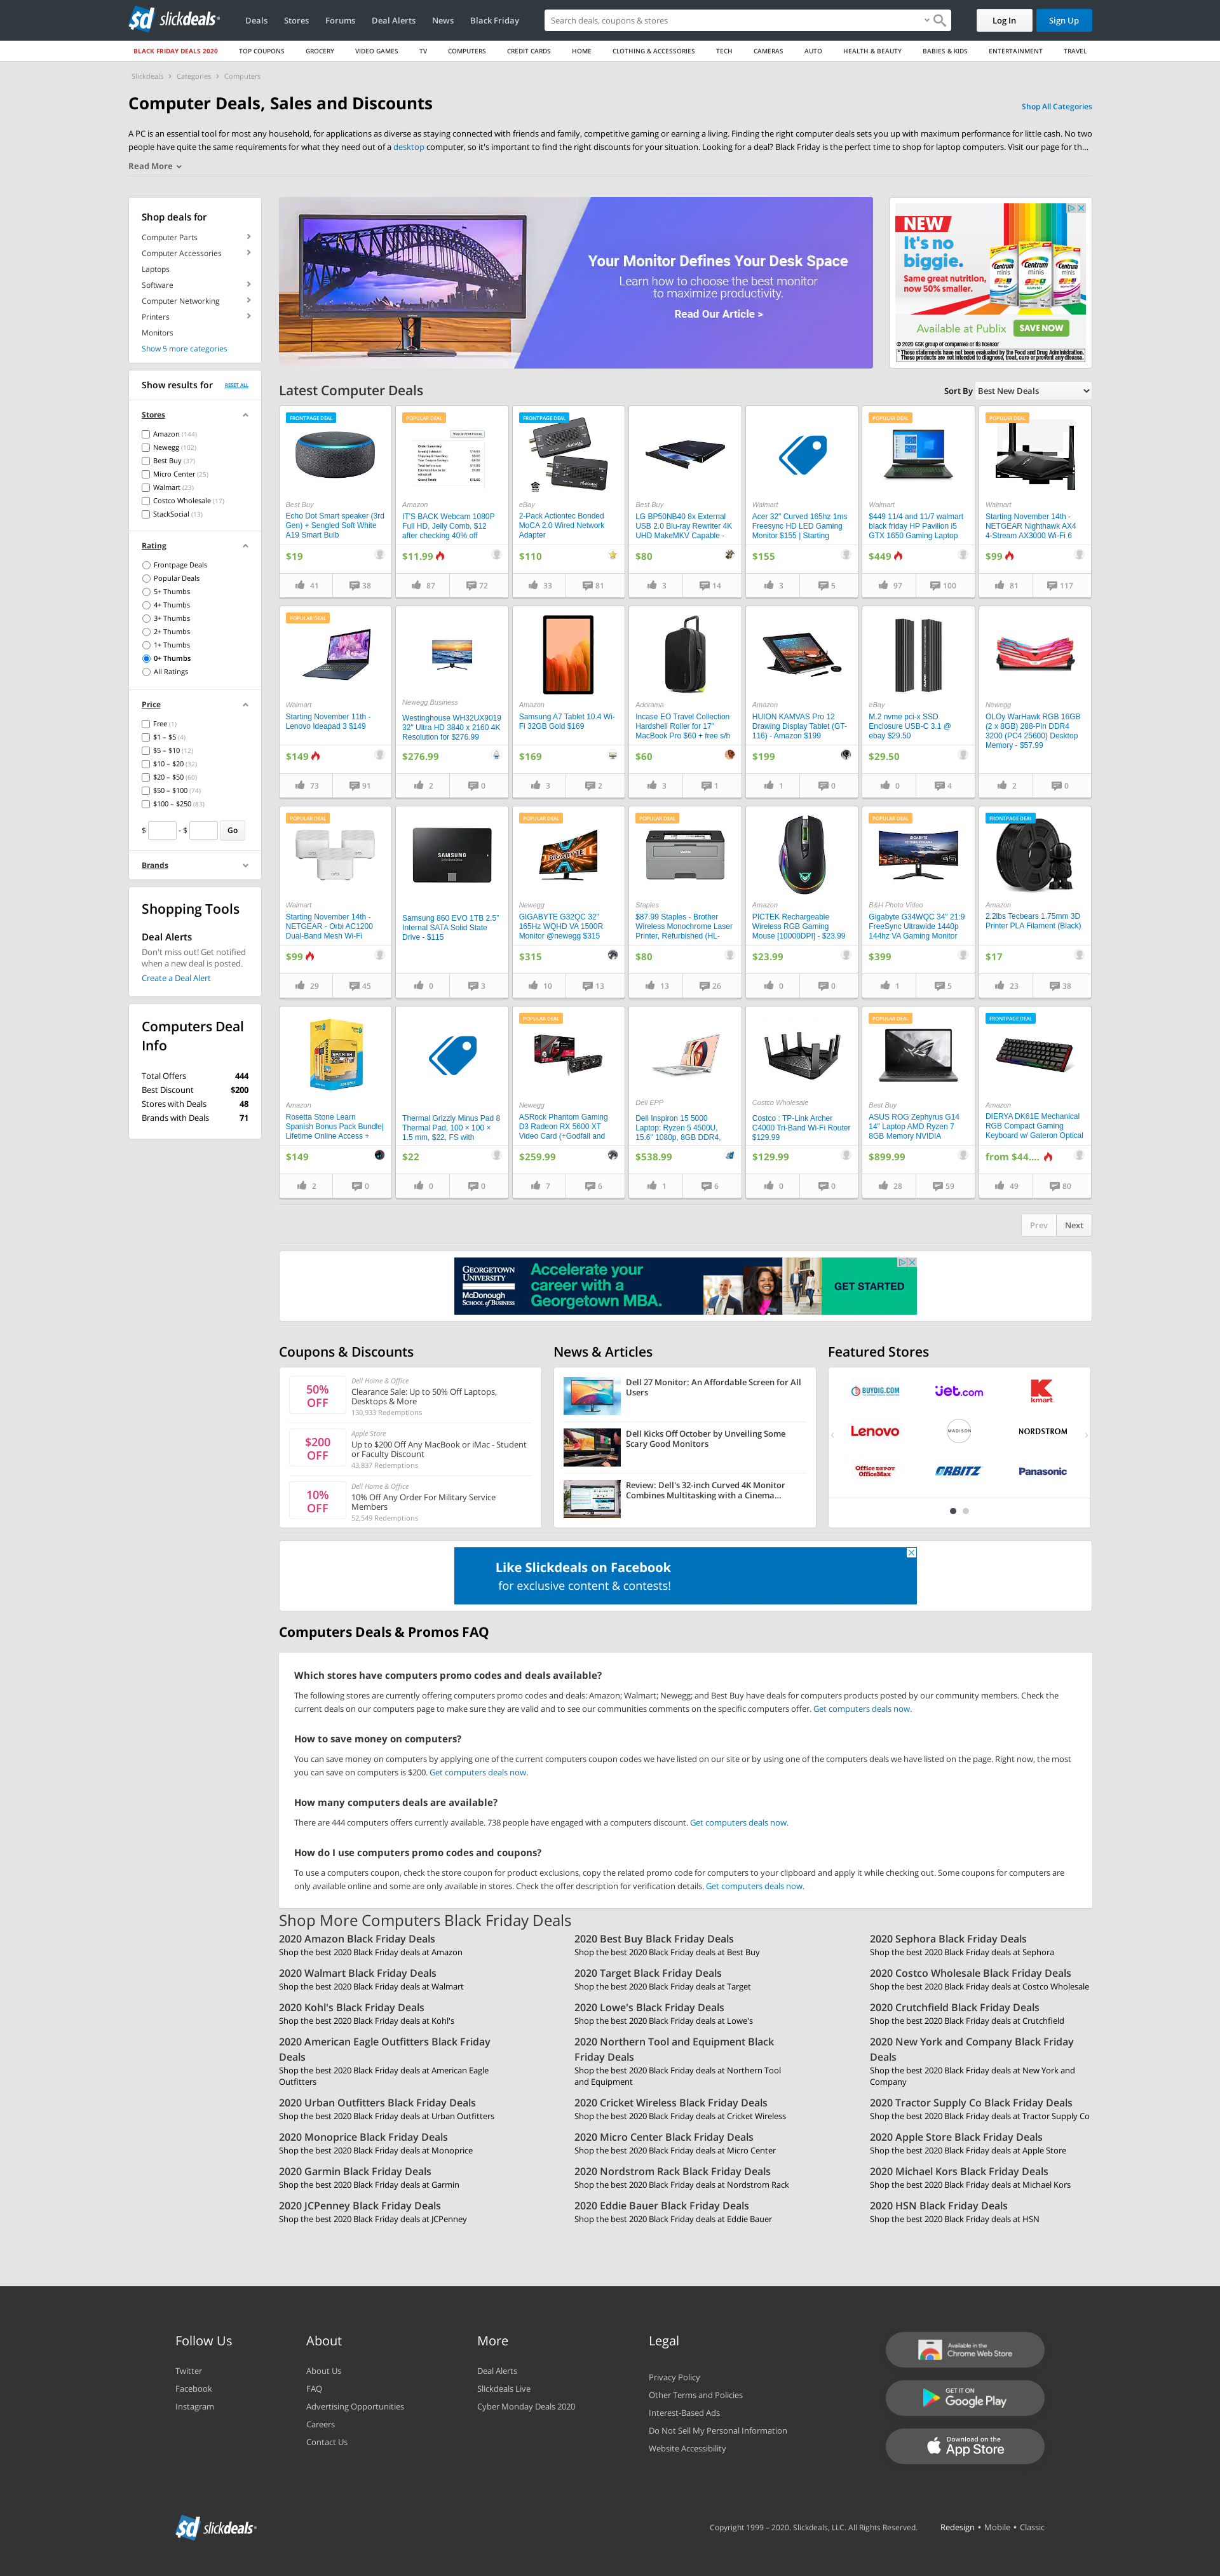 slickdeals
Deals
Stores
Forums
Deal Alerts
News
Black Friday
Search deals, coupons & stores
Log In
Sign Up
BLACK FRIDAY DEALS 2020
TOP COUPONS
GROCERY
VIDEO GAMES
TV
COMPUTERS
CREDIT CARDS
HOME
CLOTHING & ACCESSORIES
TECH
CAMERAS
AUTO
HEALTH & BEAUTY
BABIES & KIDS
ENTERTAINMENT
TRAVEL
Slickdeals › Categories › Computers
Computer Deals, Sales and Discounts
Shop All Categories
A PC is an essential tool for most any household, for applications as diverse as staying connected with friends and family, competitive gaming or earning a living. Finding the right computer deals sets you up with maximum performance for little cash. No two
people have quite the same requirements for what they need out of a desktop computer, so it's important to find the right discounts for your situation. Looking for a deal? Black Friday is the perfect time to shop for laptop computers. Visit our page for th...
Read More
Shop deals for
Computer Parts
Computer Accessories
Laptops
Software
Computer Networking
Printers
Monitors
Show 5 more categories
Show results for
RESET ALL
Stores
Amazon (144)
Newegg (102)
Best Buy (37)
Micro Center (25)
Walmart (23)
Costco Wholesale (17)
StackSocial (13)
Rating
Frontpage Deals
Popular Deals
5+ Thumbs
4+ Thumbs
3+ Thumbs
2+ Thumbs
1+ Thumbs
0+ Thumbs
All Ratings
Price
Free (1)
$1 – $5 (4)
$5 – $10 (12)
$10 – $20 (32)
$20 – $50 (60)
$50 – $100 (74)
$100 – $250 (83)
$ - $ Go
Brands
Shopping Tools
Deal Alerts
Don't miss out! Get notified
when a new deal is posted.
Create a Deal Alert
Computers Deal
Info
Total Offers 444
Best Discount $200
Stores with Deals 48
Brands with Deals 71
Your Monitor Defines Your Desk Space
Learn how to choose the best monitor
to maximize productivity.
Read Our Article >
NEW
It's no
biggie.
Same great nutrition,
now 50% smaller.
Centrum minis
Centrum minis
Centrum minis
Available at Publix
SAVE NOW
© 2020 GSK group of companies or its licensor
* These statements have not been evaluated by the Food and Drug Administration.
These products are not intended to diagnose, treat, cure, or prevent any disease.
Latest Computer Deals
Sort By Best New Deals
FRONTPAGE DEAL
Best Buy
Echo Dot Smart speaker (3rd
Gen) + Sengled Soft White
A19 Smart Bulb
$19
41
38
POPULAR DEAL
Amazon
IT'S BACK Webcam 1080P
Full HD, Jelly Comb, $12
after checking 40% off
$11.99
87
72
FRONTPAGE DEAL
eBay
2-Pack Actiontec Bonded
MoCA 2.0 Wired Network
Adapter
$110
33
81
Best Buy
LG BP50NB40 8x External
USB 2.0 Blu-ray Rewriter 4K
UHD MakeMKV Capable -
$80
3
14
Walmart
Acer 32" Curved 165hz 1ms
Freesync HD LED Gaming
Monitor $155 | Starting
$155
3
5
POPULAR DEAL
Walmart
$449 11/4 and 11/7 walmart
black friday HP Pavilion i5
GTX 1650 Gaming Laptop
$449
97
100
POPULAR DEAL
Walmart
Starting November 14th -
NETGEAR Nighthawk AX4
4-Stream AX3000 Wi-Fi 6
$99
81
117
POPULAR DEAL
Walmart
Starting November 11th -
Lenovo Ideapad 3 $149
$149
73
91
Newegg Business
Westinghouse WH32UX9019
32" Ultra HD 3840 x 2160 4K
Resolution for $276.99
$276.99
2
0
Amazon
Samsung A7 Tablet 10.4 Wi-
Fi 32GB Gold $169
$169
3
2
Adorama
Incase EO Travel Collection
Hardshell Roller for 17"
MacBook Pro $60 + free s/h
$60
3
1
Amazon
HUION KAMVAS Pro 12
Drawing Display Tablet (GT-
116) - Amazon $199
$199
1
0
eBay
M.2 nvme pci-x SSD
Enclosure USB-C 3.1 @
ebay $29.50
$29.50
0
4
Newegg
OLOy WarHawk RGB 16GB
(2 x 8GB) 288-Pin DDR4
3200 (PC4 25600) Desktop
Memory - $57.99
2
0
POPULAR DEAL
Walmart
Starting November 14th -
NETGEAR - Orbi AC1200
Dual-Band Mesh Wi-Fi
$99
29
45
SAMSUNG
Samsung 860 EVO 1TB 2.5"
Internal SATA Solid State
Drive - $115
0
3
POPULAR DEAL
Newegg
GIGABYTE G32QC 32"
165Hz WQHD VA 1500R
Monitor @newegg $315
$315
10
13
POPULAR DEAL
Staples
$87.99 Staples - Brother
Wireless Monochrome Laser
Printer, Refurbished (HL-
$80
13
26
Amazon
PICTEK Rechargeable
Wireless RGB Gaming
Mouse [10000DPI] - $23.99
$23.99
0
0
POPULAR DEAL
B&H Photo Video
Gigabyte G34WQC 34" 21:9
FreeSync Ultrawide 1440p
144hz VA Gaming Monitor
$399
1
5
FRONTPAGE DEAL
Amazon
2.2lbs Tecbears 1.75mm 3D
Printer PLA Filament (Black)
$17
23
38
Amazon
Rosetta Stone Learn
Spanish Bonus Pack Bundle|
Lifetime Online Access +
$149
2
0
Thermal Grizzly Minus Pad 8
Thermal Pad, 100 × 100 ×
1.5 mm, $22, FS with
$22
0
0
POPULAR DEAL
Newegg
ASRock Phantom Gaming
D3 Radeon RX 5600 XT
Video Card (+Godfall and
$259.99
7
6
Dell EPP
Dell Inspiron 15 5000
Laptop: Ryzen 5 4500U,
15.6" 1080p, 8GB DDR4,
$538.99
1
6
Costco Wholesale
Costco : TP-Link Archer
C4000 Tri-Band Wi-Fi Router
$129.99
$129.99
0
0
POPULAR DEAL
Best Buy
ASUS ROG Zephyrus G14
14" Laptop AMD Ryzen 7
8GB Memory NVIDIA
$899.99
28
59
FRONTPAGE DEAL
Amazon
DIERYA DK61E Mechanical
RGB Compact Gaming
Keyboard w/ Gateron Optical
from $44....
49
80
Prev
Next
GEORGETOWN
UNIVERSITY
McDonough
SCHOOL of BUSINESS
Accelerate your
career with a
Georgetown MBA.
GET STARTED
Coupons & Discounts
50%
OFF
Dell Home & Office
Clearance Sale: Up to 50% Off Laptops,
Desktops & More
130,933 Redemptions
$200
OFF
Apple Store
Up to $200 Off Any MacBook or iMac - Student
or Faculty Discount
43,837 Redemptions
10%
OFF
Dell Home & Office
10% Off Any Order For Military Service
Members
52,549 Redemptions
News & Articles
Dell 27 Monitor: An Affordable Screen for All
Users
Dell Kicks Off October by Unveiling Some
Scary Good Monitors
Review: Dell's 32-inch Curved 4K Monitor
Combines Multitasking with a Cinema...
Featured Stores
BUYDIG.COM
jet.com
kmart
Lenovo
MADISON
NORDSTROM
Office DEPOT
OfficeMax
ORBITZ
Panasonic
Like Slickdeals on Facebook
for exclusive content & contests!
Computers Deals & Promos FAQ
Which stores have computers promo codes and deals available?
The following stores are currently offering computers promo codes and deals: Amazon; Walmart; Newegg; and Best Buy have deals for computers products posted by our community members. Check the
current deals on our computers page to make sure they are valid and to see our communities comments on the specific computers offer. Get computers deals now.
How to save money on computers?
You can save money on computers by applying one of the current computers coupon codes we have listed on our site or by using one of the computers deals we have listed on the page. Right now, the most
you can save on computers is $200. Get computers deals now.
How many computers deals are available?
There are 444 computers offers currently available. 738 people have engaged with a computers discount. Get computers deals now.
How do I use computers promo codes and coupons?
To use a computers coupon, check the store coupon for product exclusions, copy the related promo code for computers to your clipboard and apply it while checking out. Some coupons for computers are
only available online and some are only available in stores. Check the offer description for verification details. Get computers deals now.
Shop More Computers Black Friday Deals
2020 Amazon Black Friday Deals
Shop the best 2020 Black Friday deals at Amazon
2020 Best Buy Black Friday Deals
Shop the best 2020 Black Friday deals at Best Buy
2020 Sephora Black Friday Deals
Shop the best 2020 Black Friday deals at Sephora
2020 Walmart Black Friday Deals
Shop the best 2020 Black Friday deals at Walmart
2020 Target Black Friday Deals
Shop the best 2020 Black Friday deals at Target
2020 Costco Wholesale Black Friday Deals
Shop the best 2020 Black Friday deals at Costco Wholesale
2020 Kohl's Black Friday Deals
Shop the best 2020 Black Friday deals at Kohl's
2020 Lowe's Black Friday Deals
Shop the best 2020 Black Friday deals at Lowe's
2020 Crutchfield Black Friday Deals
Shop the best 2020 Black Friday deals at Crutchfield
2020 American Eagle Outfitters Black Friday
Deals
Shop the best 2020 Black Friday deals at American Eagle
Outfitters
2020 Northern Tool and Equipment Black
Friday Deals
Shop the best 2020 Black Friday deals at Northern Tool
and Equipment
2020 New York and Company Black Friday
Deals
Shop the best 2020 Black Friday deals at New York and
Company
2020 Urban Outfitters Black Friday Deals
Shop the best 2020 Black Friday deals at Urban Outfitters
2020 Cricket Wireless Black Friday Deals
Shop the best 2020 Black Friday deals at Cricket Wireless
2020 Tractor Supply Co Black Friday Deals
Shop the best 2020 Black Friday deals at Tractor Supply Co
2020 Monoprice Black Friday Deals
Shop the best 2020 Black Friday deals at Monoprice
2020 Micro Center Black Friday Deals
Shop the best 2020 Black Friday deals at Micro Center
2020 Apple Store Black Friday Deals
Shop the best 2020 Black Friday deals at Apple Store
2020 Garmin Black Friday Deals
Shop the best 2020 Black Friday deals at Garmin
2020 Nordstrom Rack Black Friday Deals
Shop the best 2020 Black Friday deals at Nordstrom Rack
2020 Michael Kors Black Friday Deals
Shop the best 2020 Black Friday deals at Michael Kors
2020 JCPenney Black Friday Deals
Shop the best 2020 Black Friday deals at JCPenney
2020 Eddie Bauer Black Friday Deals
Shop the best 2020 Black Friday deals at Eddie Bauer
2020 HSN Black Friday Deals
Shop the best 2020 Black Friday deals at HSN
Follow Us
Twitter
Facebook
Instagram
About
About Us
FAQ
Advertising Opportunities
Careers
Contact Us
More
Deal Alerts
Slickdeals Live
Cyber Monday Deals 2020
Legal
Privacy Policy
Other Terms and Policies
Interest-Based Ads
Do Not Sell My Personal Information
Website Accessibility
Available in the
Chrome Web Store
GET IT ON
Google Play
Download on the
App Store
slickdeals
Copyright 1999 – 2020. Slickdeals, LLC. All Rights Reserved.
Redesign • Mobile • Classic